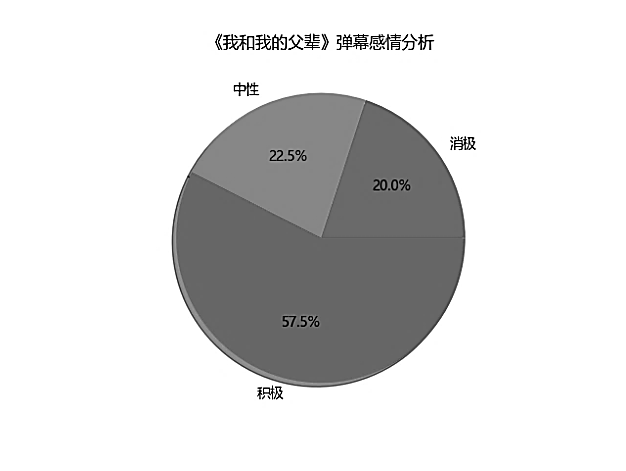 《我和我的父辈》弹幕感情分析
中性
消极
22.5%
20.0%
57.5%
积极